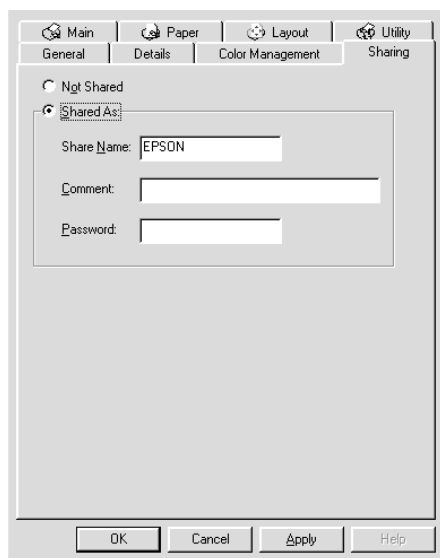 Main Paper Layout Utility
General Details Color Management Sharing
Not Shared
Shared As:
Share Name: EPSON
Comment:
Password:
OK Cancel Apply Help